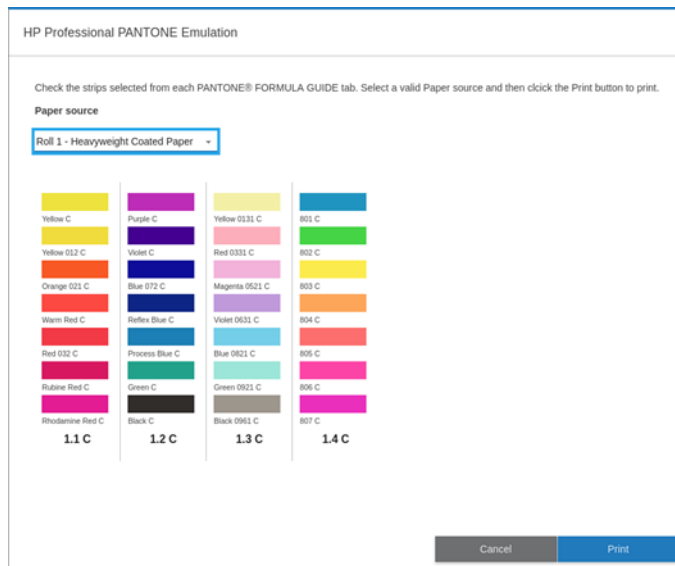 HP Professional PANTONE Emulation
Check the strips selected from each PANTONE® FORMULA GUIDE tab. Select a valid Paper source and then clcick the Print button to print.
Paper source
Roll 1 - Heavyweight Coated Paper
Yellow C
Yellow 012 C
Orange 021 C
Warm Red C
Red 032 C
Rubine Red C
Rhodamine Red C
1.1 C
Purple C
Violet C
Blue 072 C
Reflex Blue C
Process Blue C
Green C
Black C
1.2 C
Yellow 0131 C
Red 0331 C
Magenta 0521 C
Violet 0631 C
Blue 0821 C
Green 0921 C
Black 0961 C
1.3 C
801 C
802 C
803 C
804 C
805 C
806 C
807 C
1.4 C
Cancel
Print